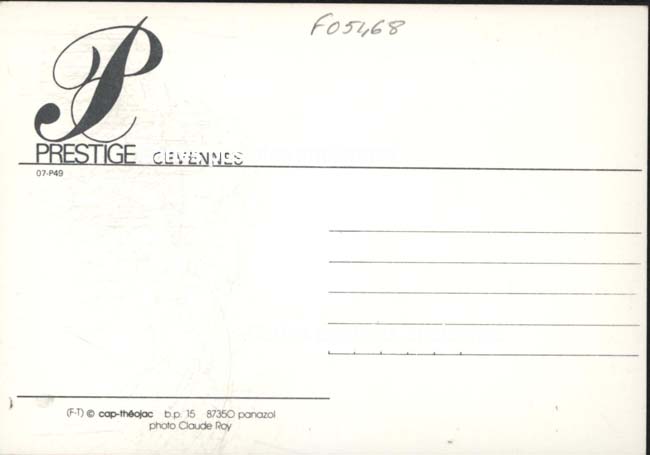 F05468
P
PRESTIGE CEVENNES
07-P49
(F-T) © cap-théojac b.p. 15 87350 panazol
photo Claude Roy